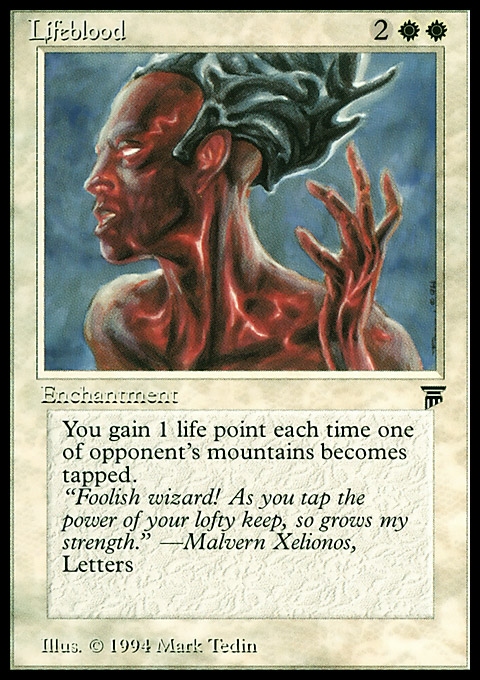 Lifeblood 2
Enchantment
You gain 1 life point each time one
of opponent's mountains becomes
tapped.
“Foolish wizard! As you tap the
power of your lofty keep, so grows my
strength.” —Malvern Xelionos,
Letters
Illus. © 1994 Mark Tedin